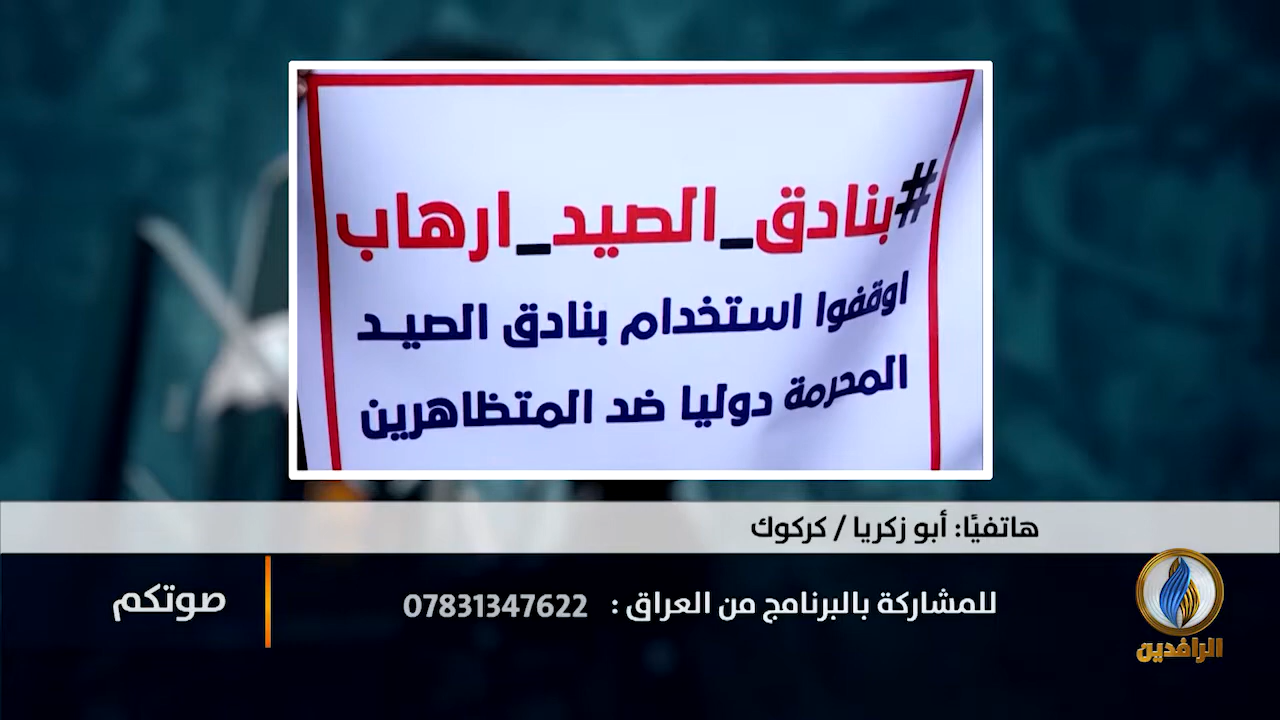 #بنادق_الصيد_ارهاب
اوقفوا استخدام بنادق الصيـد
المحرمة دوليا ضد المتظاهرين
هاتفيًا: أبو زكريا / كركوك
للمشاركة بالبرنامج من العراق : 07831347622
صوتكم
الرافدين